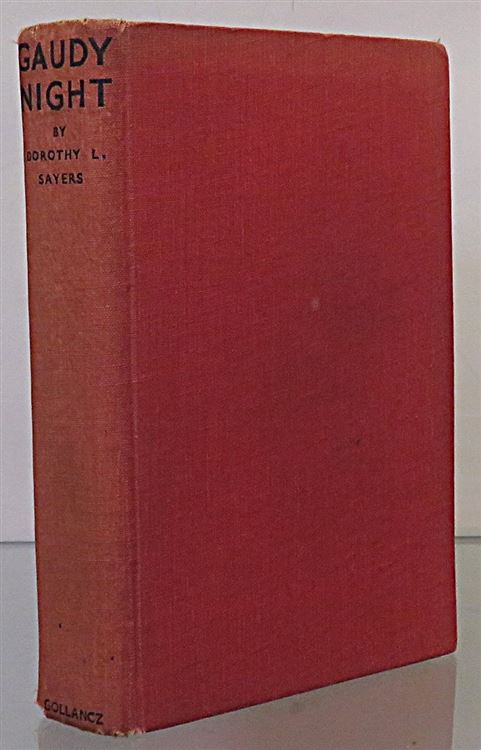 GAUDY
NIGHT
BY
DOROTHY L.
SAYERS
GOLLANCZ